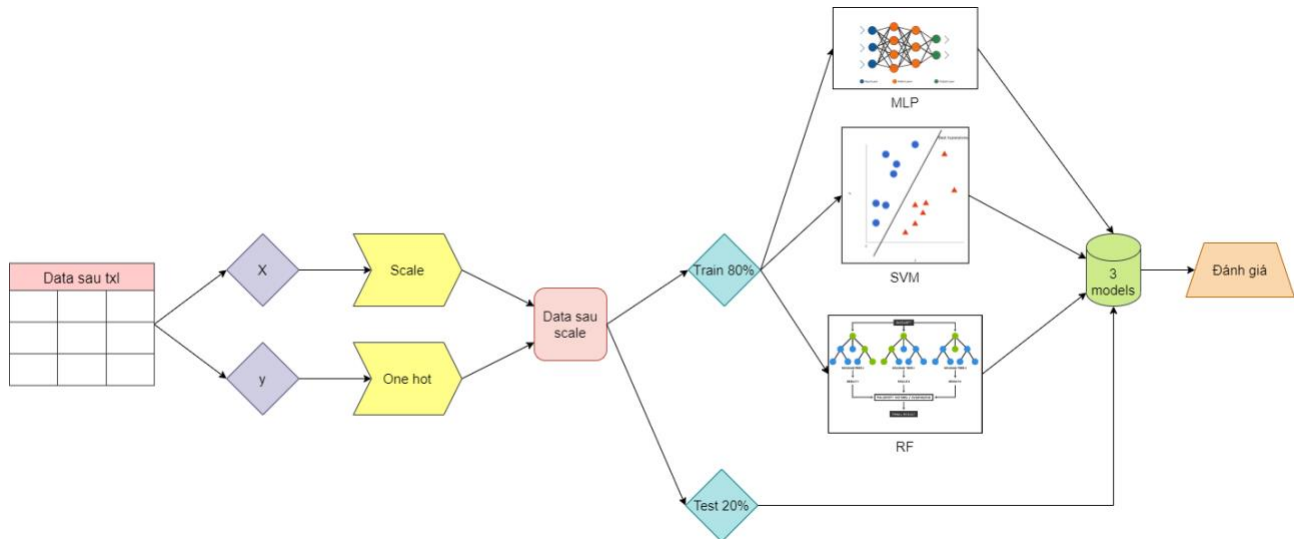 Data sau txl
X
y
Scale
One hot
Data sau
scale
Train 80%
Test 20%
MLP
SVM
RF
3
models
Đánh giá